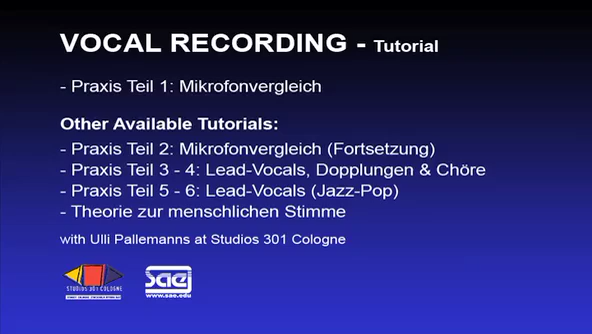 VOCAL RECORDING - Tutorial
- Praxis Teil 1: Mikrofonvergleich
Other Available Tutorials:
- Praxis Teil 2: Mikrofonvergleich (Fortsetzung)
- Praxis Teil 3 - 4: Lead-Vocals, Dopplungen & Chöre
- Praxis Teil 5 - 6: Lead-Vocals (Jazz-Pop)
- Theorie zur menschlichen Stimme
with Ulli Pallemanns at Studios 301 Cologne
STUDIOS 301 COLOGNE
sae
www.sae.edu